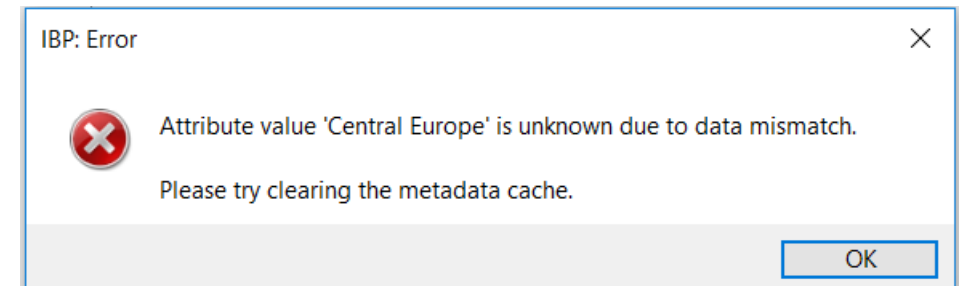 IBP: Error
Attribute value 'Central Europe' is unknown due to data mismatch.
Please try clearing the metadata cache.
OK